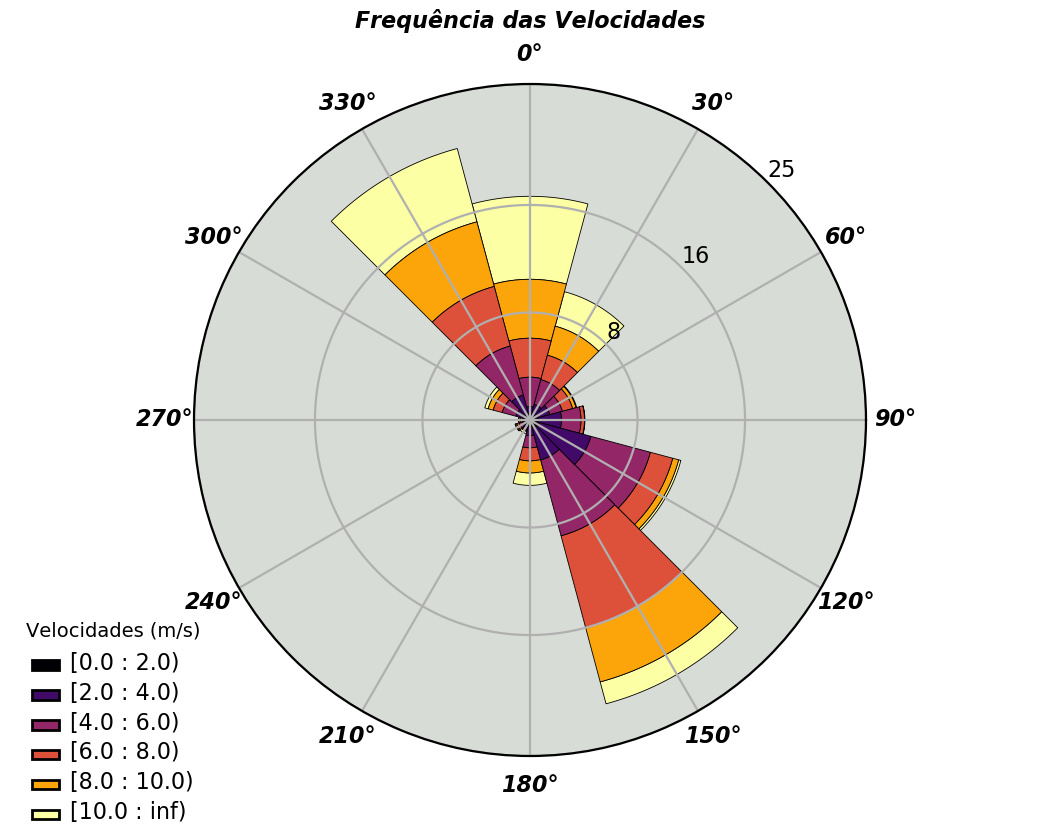 Frequência das Velocidades
0°
330°
30°
25
300°
60°
16
8
270°
90°
240°
120°
210°
150°
180°
Velocidades (m/s)
[0.0 : 2.0)
[2.0 : 4.0)
[4.0 : 6.0)
[6.0 : 8.0)
[8.0 : 10.0)
[10.0 : inf)